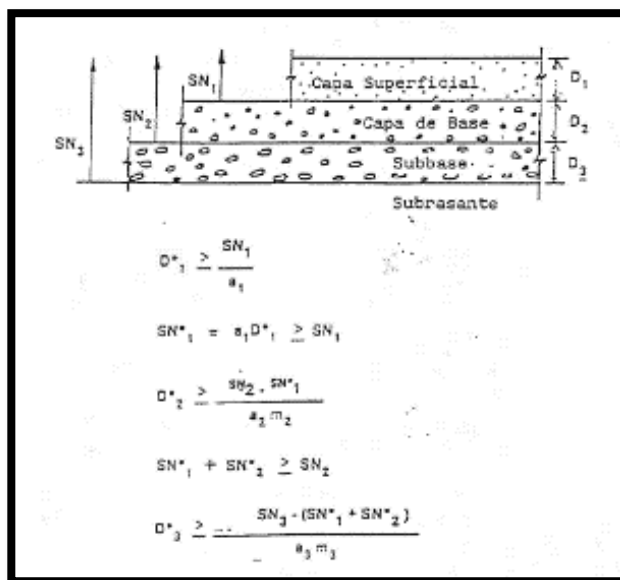 SN₁
Capa Superficial
D₁
SN₂
Capa de Base
D₂
SN₃
Subbase
D₃
Subrasante
D*₁ ≥ SN₁ / a₁
SN*₁ = a₁D*₁ ≥ SN₁
D*₂ ≥ SN₂ - SN*₁ / a₂ m₂
SN*₁ + SN*₂ ≥ SN₂
D*₃ ≥ SN₃ - (SN*₁ + SN*₂) / a₃ m₃